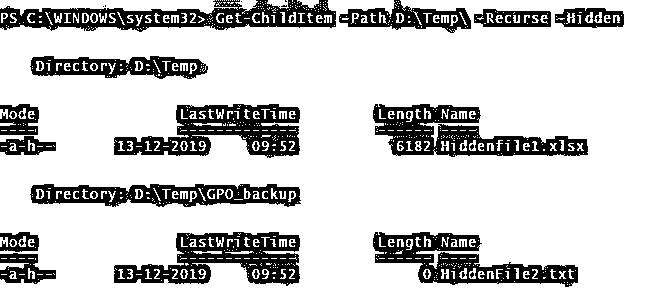 PS C:\WINDOWS\system32> Get-ChildItem -Path D:\Temp\ -Recurse -Hidden
Directory: D:\Temp
Mode LastWriteTime Length Name
---- ------------- ------ ----
-a-h-- 13-12-2019 09:52 6182 Hiddenfile1.xlsx
Directory: D:\Temp\GPO_backup
Mode LastWriteTime Length Name
---- ------------- ------ ----
-a-h-- 13-12-2019 09:52 0 HiddenFile2.txt